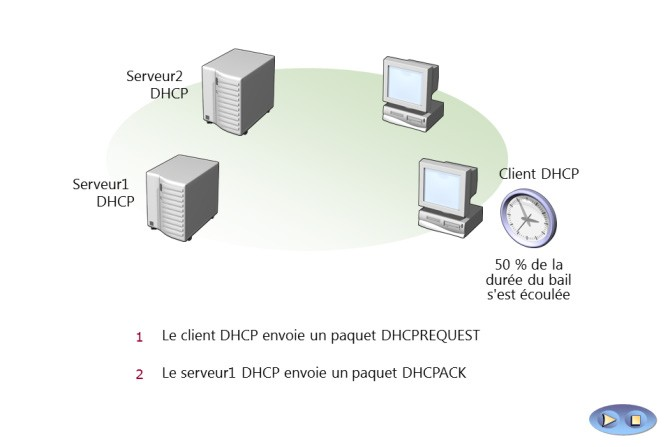 Serveur2
DHCP
Serveur1
DHCP
Client DHCP
50 % de la
durée du bail
s'est écoulée
1 Le client DHCP envoie un paquet DHCPREQUEST
2 Le serveur1 DHCP envoie un paquet DHCPACK